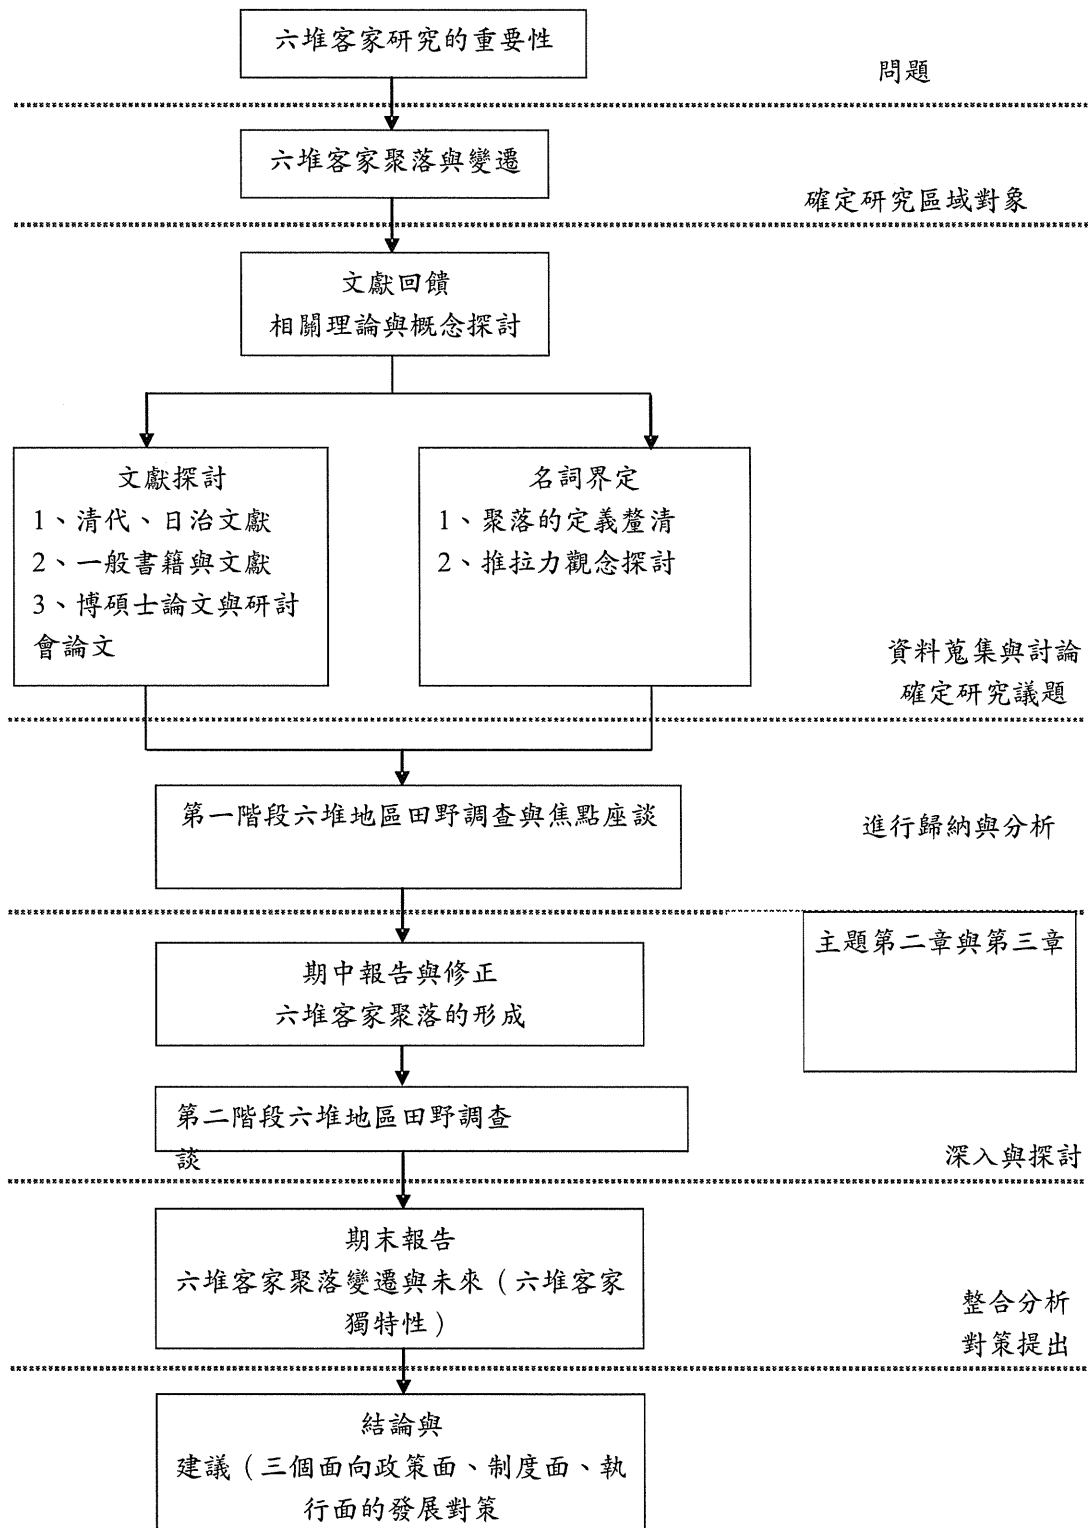 六堆客家研究的重要性
問題
六堆客家聚落與變遷
確定研究區域對象
文獻回饋
相關理論與概念探討
文獻探討
1、清代、日治文獻
2、一般書籍與文獻
3、博碩士論文與研討
會論文
名詞界定
1、聚落的定義釐清
2、推拉力觀念探討
資料蒐集與討論
確定研究議題
第一階段六堆地區田野調查與焦點座談
進行歸納與分析
主題第二章與第三章
期中報告與修正
六堆客家聚落的形成
第二階段六堆地區田野調查
談
深入與探討
期末報告
六堆客家聚落變遷與未來（六堆客家
獨特性）
整合分析
對策提出
結論與
建議（三個面向政策面、制度面、執
行面的發展對策